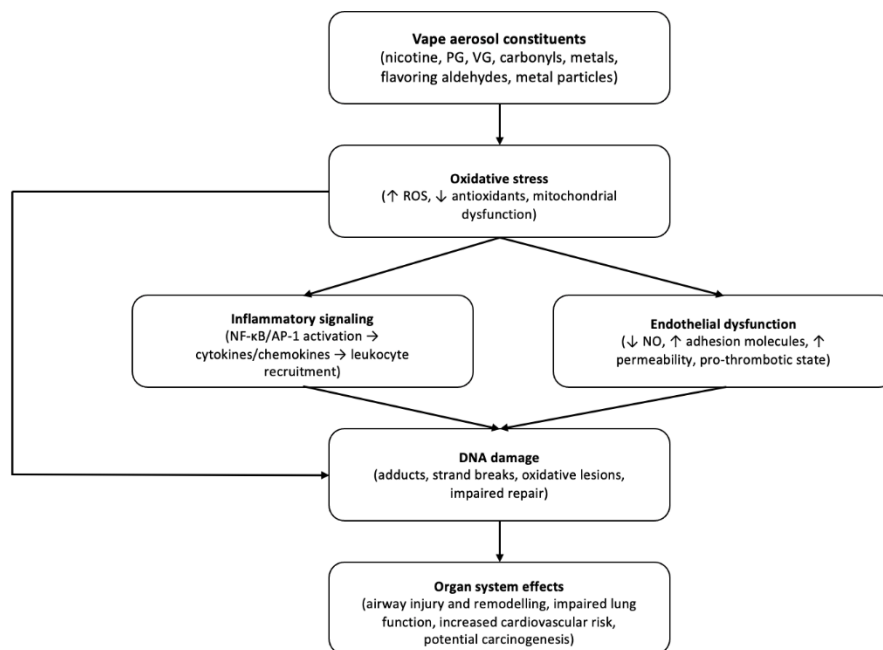 Vape aerosol constituents
(nicotine, PG, VG, carbonyls, metals,
flavoring aldehydes, metal particles)
Oxidative stress
(↑ ROS, ↓ antioxidants, mitochondrial
dysfunction)
Inflammatory signaling
(NF-κB/AP-1 activation →
cytokines/chemokines → leukocyte
recruitment)
Endothelial dysfunction
(↓ NO, ↑ adhesion molecules, ↑
permeability, pro-thrombotic state)
DNA damage
(adducts, strand breaks, oxidative lesions,
impaired repair)
Organ system effects
(airway injury and remodelling, impaired lung
function, increased cardiovascular risk,
potential carcinogenesis)